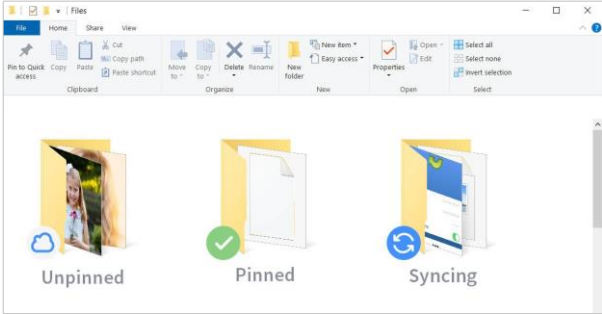 Files
File Home Share View
Pin to Quick access
Copy
Paste
Cut
Copy path
Paste shortcut
Move to
Copy to
Delete
Rename
New folder
New item
Easy access
Properties
Open
Edit
Select all
Select none
Invert selection
Clipboard Organize New Open Select
Unpinned Pinned Syncing